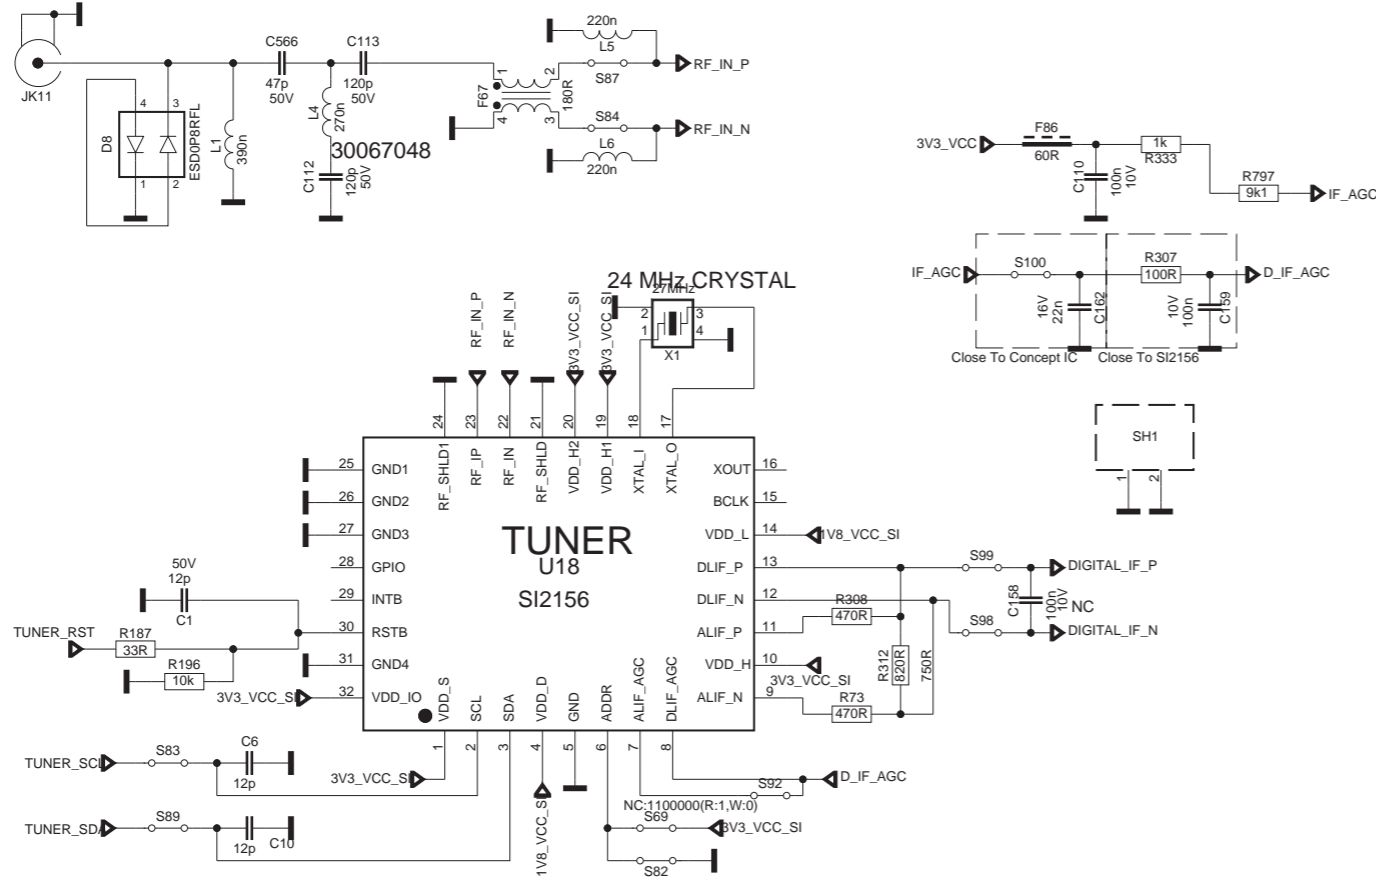 220n
L5
C566
C113
RF_IN_P
S87
47p
50V
120p
50V
1
2
F67
180R
4
3
JK11
L4
270n
S84
RF_IN_N
4
3
D8
ESD0P8RFL
L1
390n
30067048
L6
220n
1
2
C112
120p
50V
3V3_VCC
F86
60R
1k
R333
C110
100n
10V
R797
9k1
IF_AGC
IF_AGC
S100
R307
100R
D_IF_AGC
16V
22n
C162
10V
100n
C159
Close To Concept IC
Close To SI2156
24 MHz CRYSTAL
27MHz
2
3
1
4
X1
RF_IN_P
RF_IN_N
3V3_VCC_SI
3V3_VCC_SI
24
23
22
21
20
19
18
17
RF_SHLD1
RF_IP
RF_IN
RF_SHLD
VDD_H2
VDD_H1
XTAL_I
XTAL_O
SH1
1
2
25
GND1
26
GND2
27
GND3
28
GPIO
29
INTB
30
RSTB
31
GND4
32
VDD_IO
TUNER
U18
SI2156
XOUT
16
BCLK
15
VDD_L
14
1V8_VCC_SI
DLIF_P
13
DLIF_N
12
ALIF_P
11
VDD_H
10
3V3_VCC_SI
ALIF_N
9
S99
DIGITAL_IF_P
C158
100n
10V
NC
S98
DIGITAL_IF_N
R308
470R
R312
820R
750R
R73
470R
50V
12p
C1
TUNER_RST
R187
33R
R196
10k
3V3_VCC_SI
VDD_S
SCL
SDA
VDD_D
GND
ADDR
ALIF_AGC
DLIF_AGC
1
2
3
4
5
6
7
8
TUNER_SCL
S83
C6
12p
3V3_VCC_SI
TUNER_SDA
S89
12p
C10
1V8_VCC_SI
S92
D_IF_AGC
NC:1100000(R:1,W:0)
S69
3V3_VCC_SI
S82